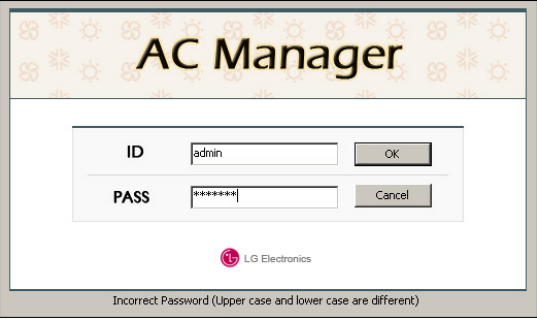 AC Manager
ID admin OK
PASS ******* Cancel
LG Electronics
Incorrect Password (Upper case and lower case are different)